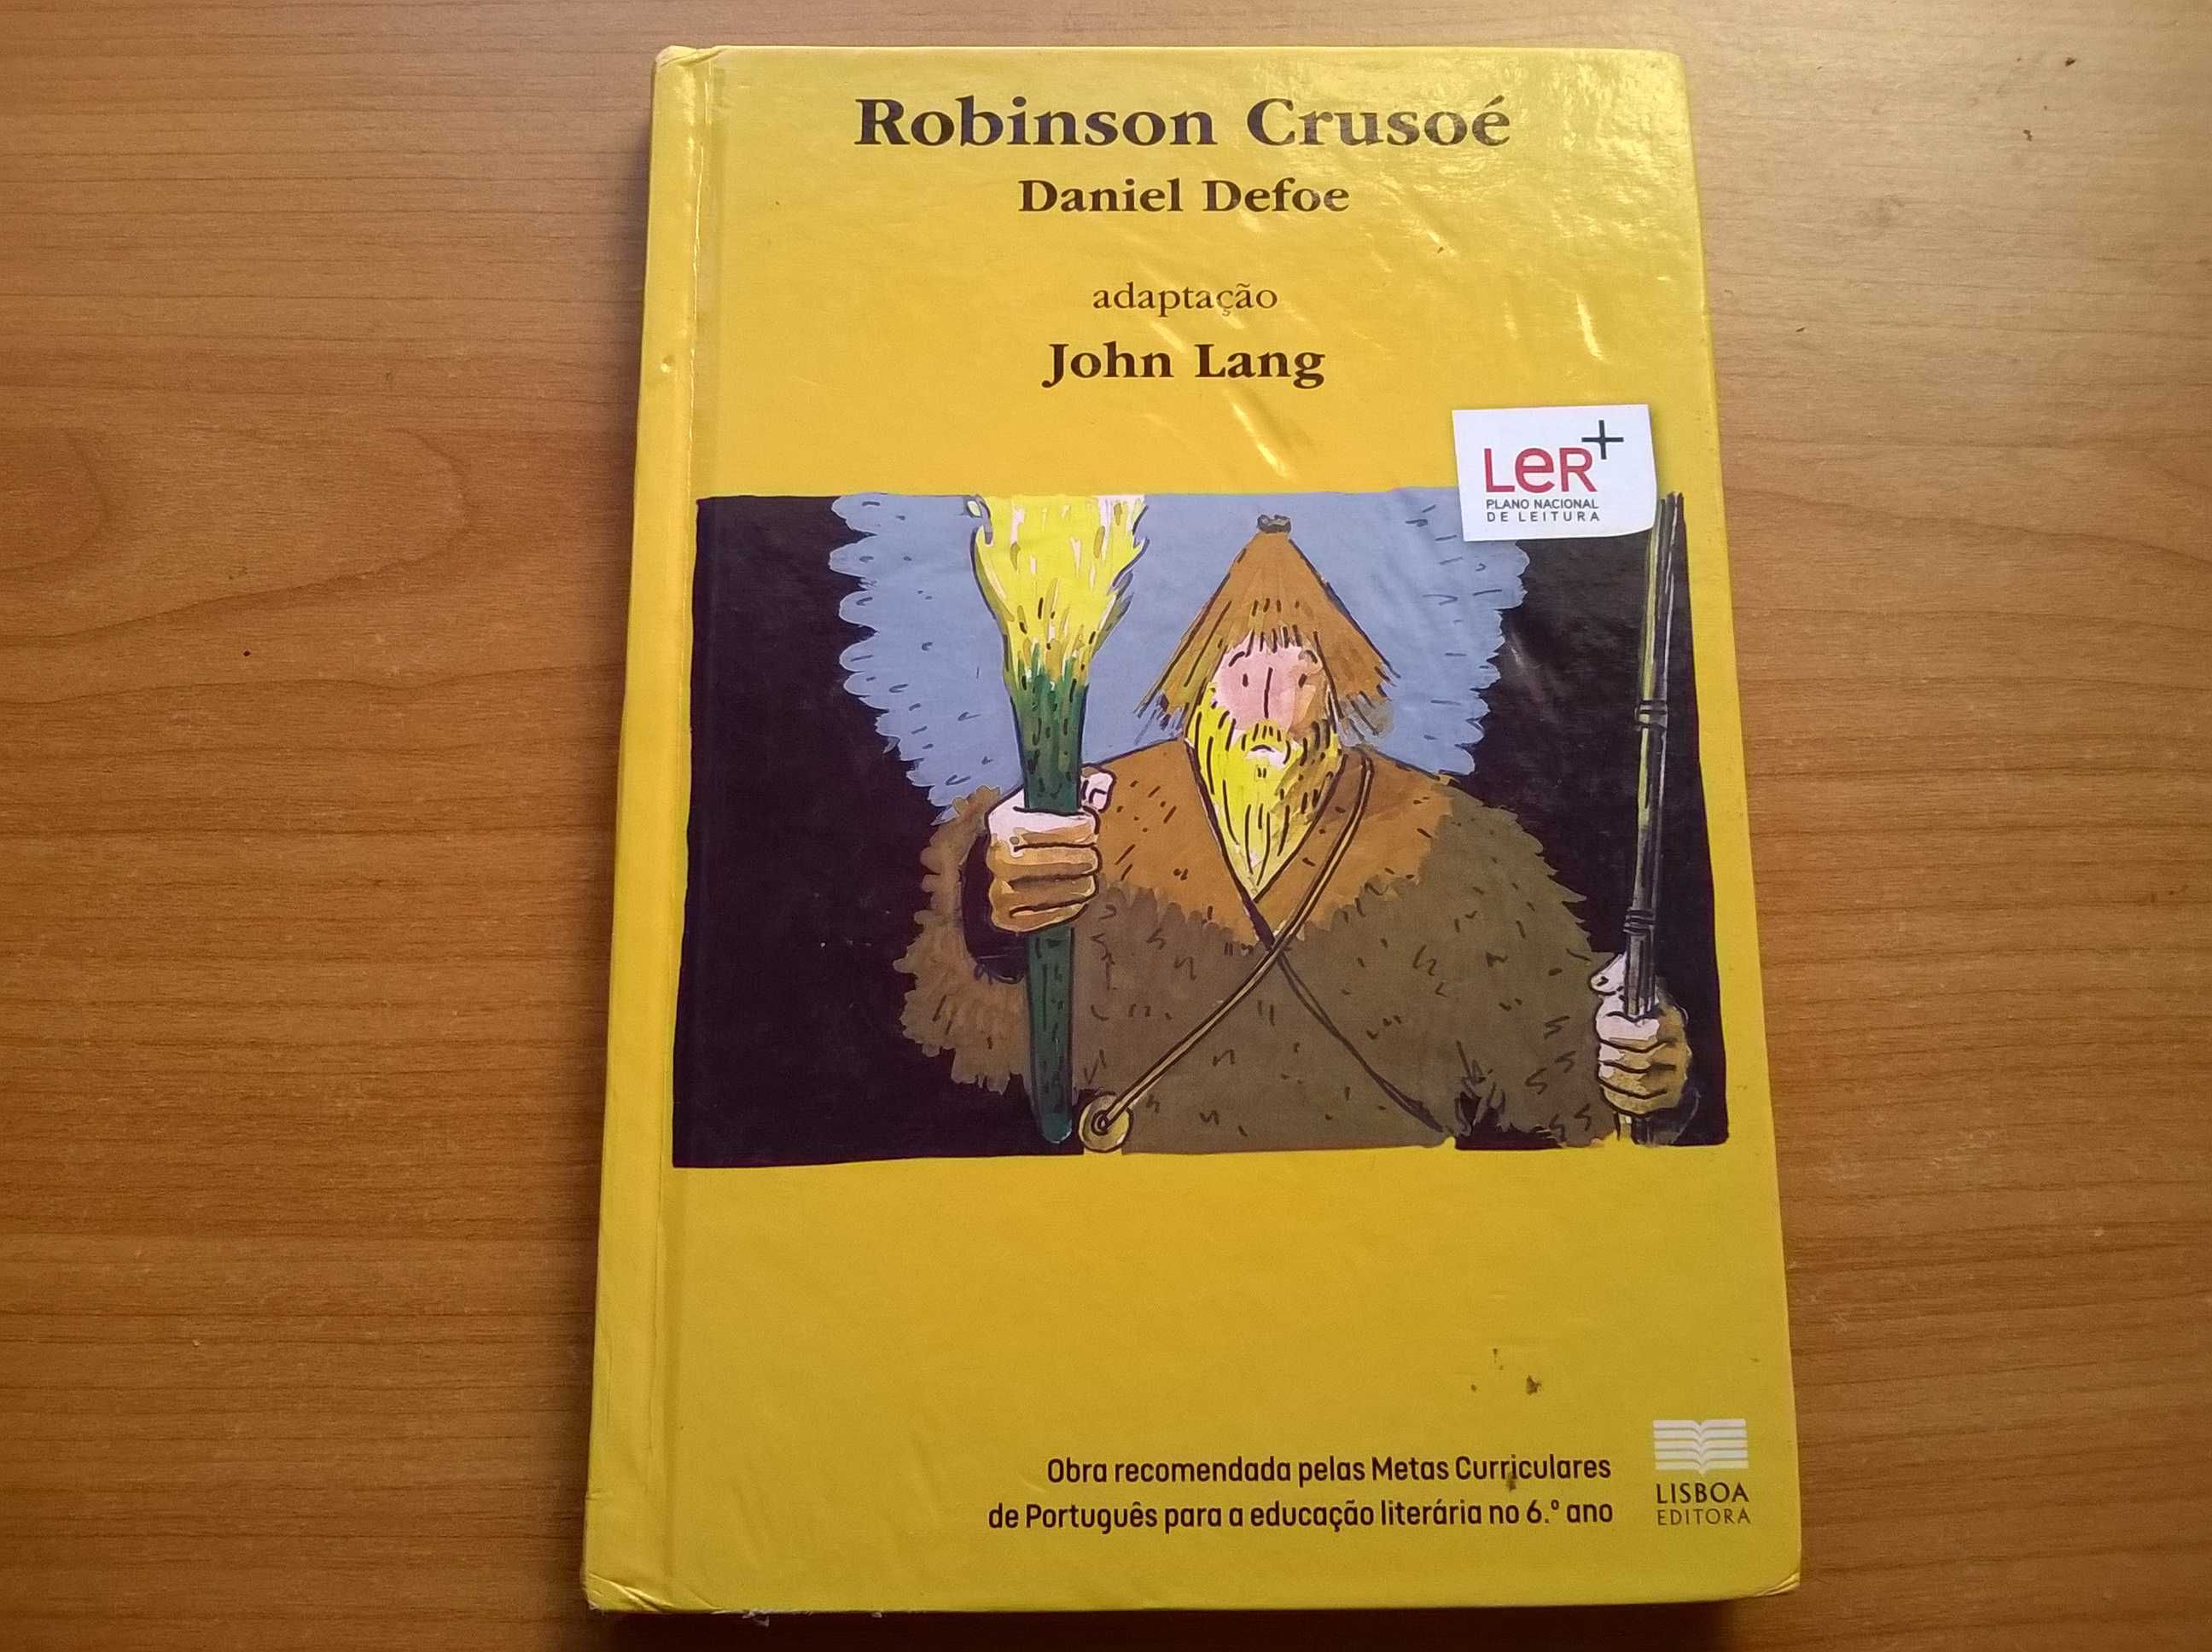 Robinson Crusoé
Daniel Defoe
adaptação
John Lang
LeR+
PLANO NACIONAL
DE LEITURA
Obra recomendada pelas Metas Curriculares
de Português para a educação literária no 6.º ano
LISBOA
EDITORA